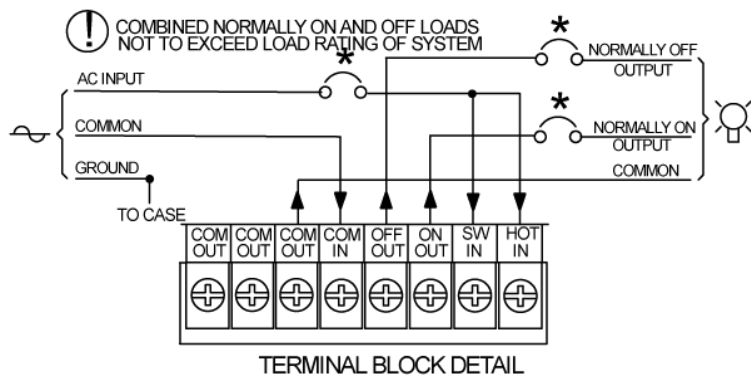 ! COMBINED NORMALLY ON AND OFF LOADS
NOT TO EXCEED LOAD RATING OF SYSTEM
*
*
NORMALLY OFF
OUTPUT
AC INPUT
*
COMMON
NORMALLY ON
OUTPUT
GROUND
COMMON
TO CASE
COM OUT
COM OUT
COM OUT
COM IN
OFF OUT
ON OUT
SW IN
HOT IN
TERMINAL BLOCK DETAIL